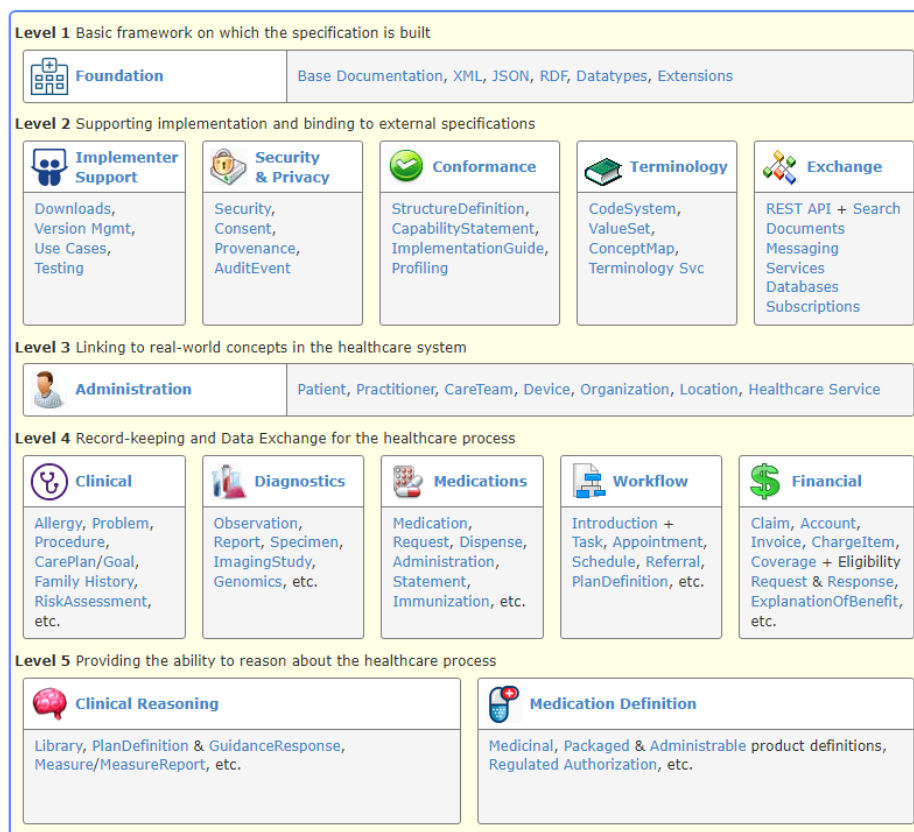 Level 1 Basic framework on which the specification is built
Foundation
Base Documentation, XML, JSON, RDF, Datatypes, Extensions
Level 2 Supporting implementation and binding to external specifications
Implementer
Support
Downloads,
Version Mgmt,
Use Cases,
Testing
Security
& Privacy
Security,
Consent,
Provenance,
AuditEvent
Conformance
StructureDefinition,
CapabilityStatement,
ImplementationGuide,
Profiling
Terminology
CodeSystem,
ValueSet,
ConceptMap,
Terminology Svc
Exchange
REST API + Search
Documents
Messaging
Services
Databases
Subscriptions
Level 3 Linking to real-world concepts in the healthcare system
Administration
Patient, Practitioner, CareTeam, Device, Organization, Location, Healthcare Service
Level 4 Record-keeping and Data Exchange for the healthcare process
Clinical
Allergy, Problem,
Procedure,
CarePlan/Goal,
Family History,
RiskAssessment,
etc.
Diagnostics
Observation,
Report, Specimen,
ImagingStudy,
Genomics, etc.
Medications
Medication,
Request, Dispense,
Administration,
Statement,
Immunization, etc.
Workflow
Introduction +
Task, Appointment,
Schedule, Referral,
PlanDefinition, etc.
Financial
Claim, Account,
Invoice, ChargeItem,
Coverage + Eligibility
Request & Response,
ExplanationOfBenefit,
etc.
Level 5 Providing the ability to reason about the healthcare process
Clinical Reasoning
Library, PlanDefinition & GuidanceResponse,
Measure/MeasureReport, etc.
Medication Definition
Medicinal, Packaged & Administrable product definitions,
Regulated Authorization, etc.